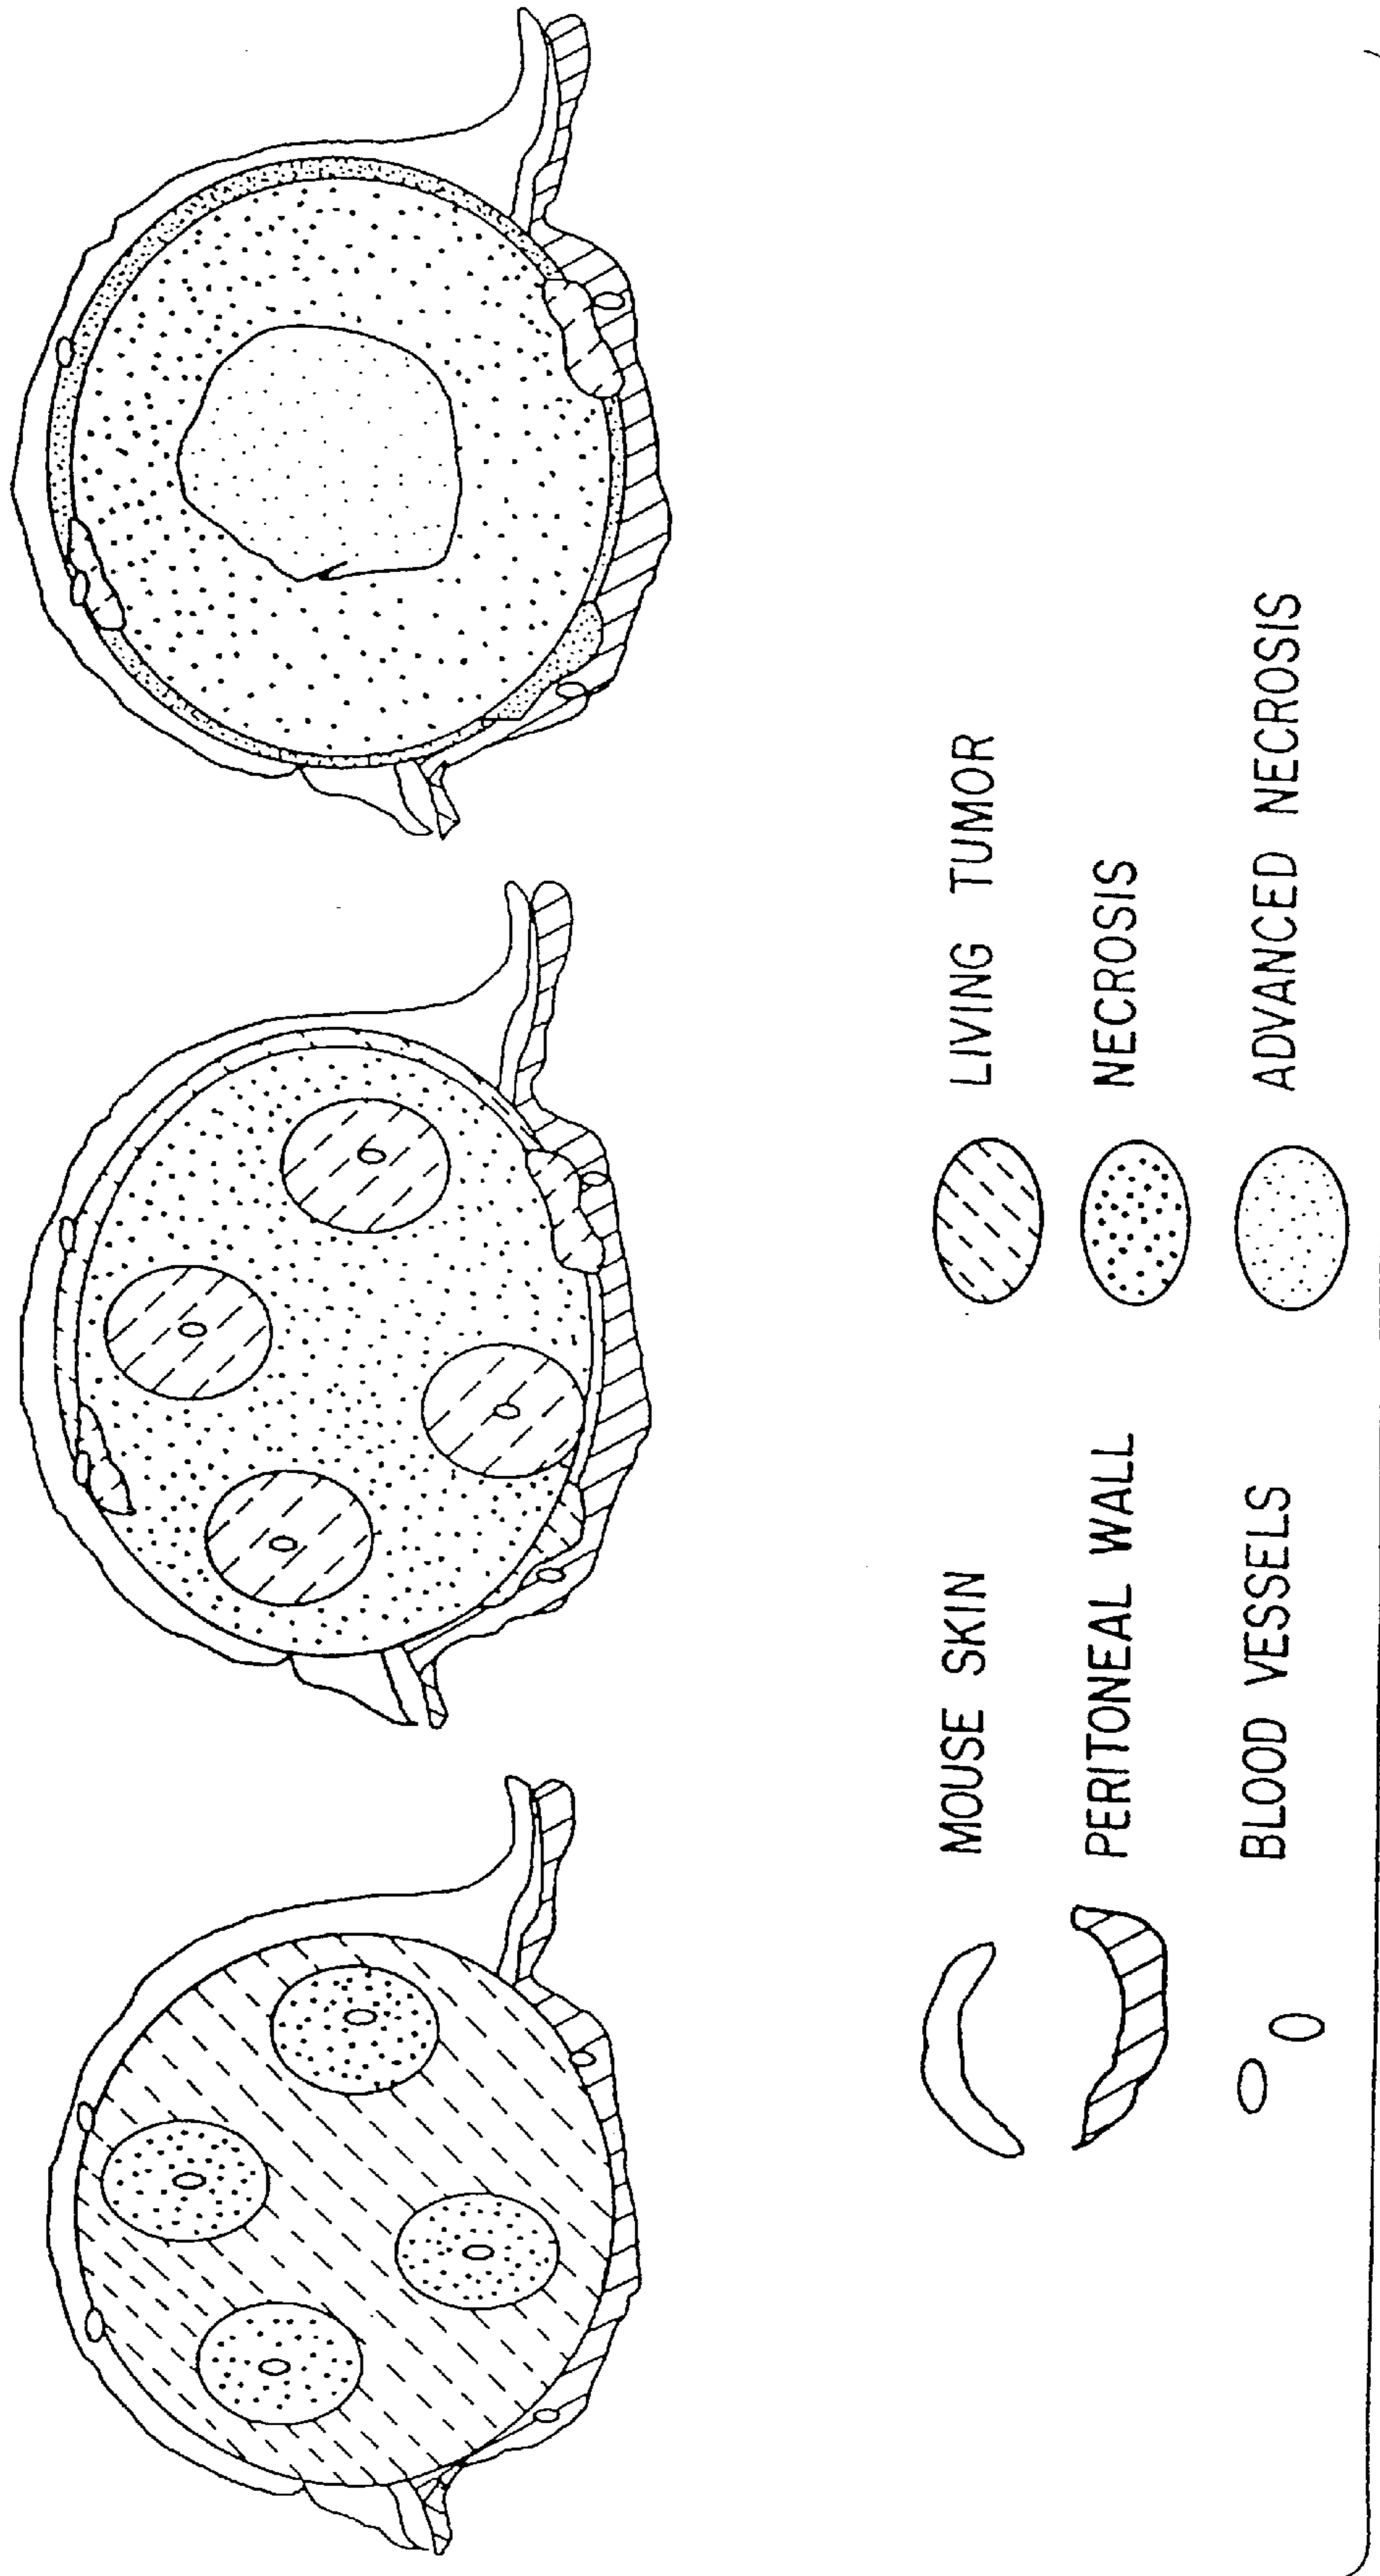 MOUSE SKIN
PERITONEAL WALL
BLOOD VESSELS
LIVING TUMOR
NECROSIS
ADVANCED NECROSIS